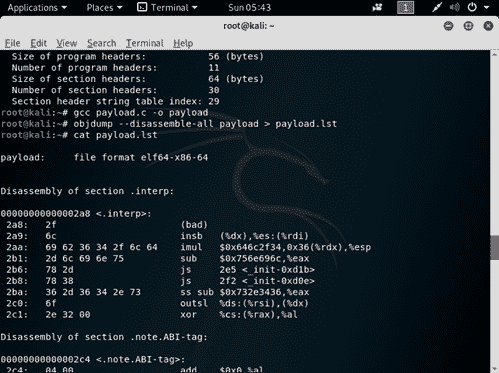 Applications Places Terminal Sun 05:43 1
root@kali: ~
File Edit View Search Terminal Help
Size of program headers: 56 (bytes)
Number of program headers: 11
Size of section headers: 64 (bytes)
Number of section headers: 30
Section header string table index: 29
root@kali:~# gcc payload.c -o payload
root@kali:~# objdump --disassemble-all payload > payload.lst
root@kali:~# cat payload.lst
payload: file format elf64-x86-64
Disassembly of section .interp:
00000000000002a8 <.interp>:
2a8: 2f (bad)
2a9: 6c insb (%dx),%es:(%rdi)
2aa: 69 62 36 34 2f 6c 64 imul $0x646c2f34,0x36(%rdx),%esp
2b1: 2d 6c 69 6e 75 sub $0x756e696c,%eax
2b6: 78 2d js 2e5 <_init-0xd1b>
2b8: 78 38 js 2f2 <_init-0xd0e>
2ba: 36 2d 36 34 2e 73 ss sub $0x732e3436,%eax
2c0: 6f outsl %ds:(%rsi),(%dx)
2c1: 2e 32 00 xor %cs:(%rax),%al
Disassembly of section .note.ABI-tag:
00000000000002c4 <.note.ABI-tag>:
2c4: 04 00 add $0x0,%al